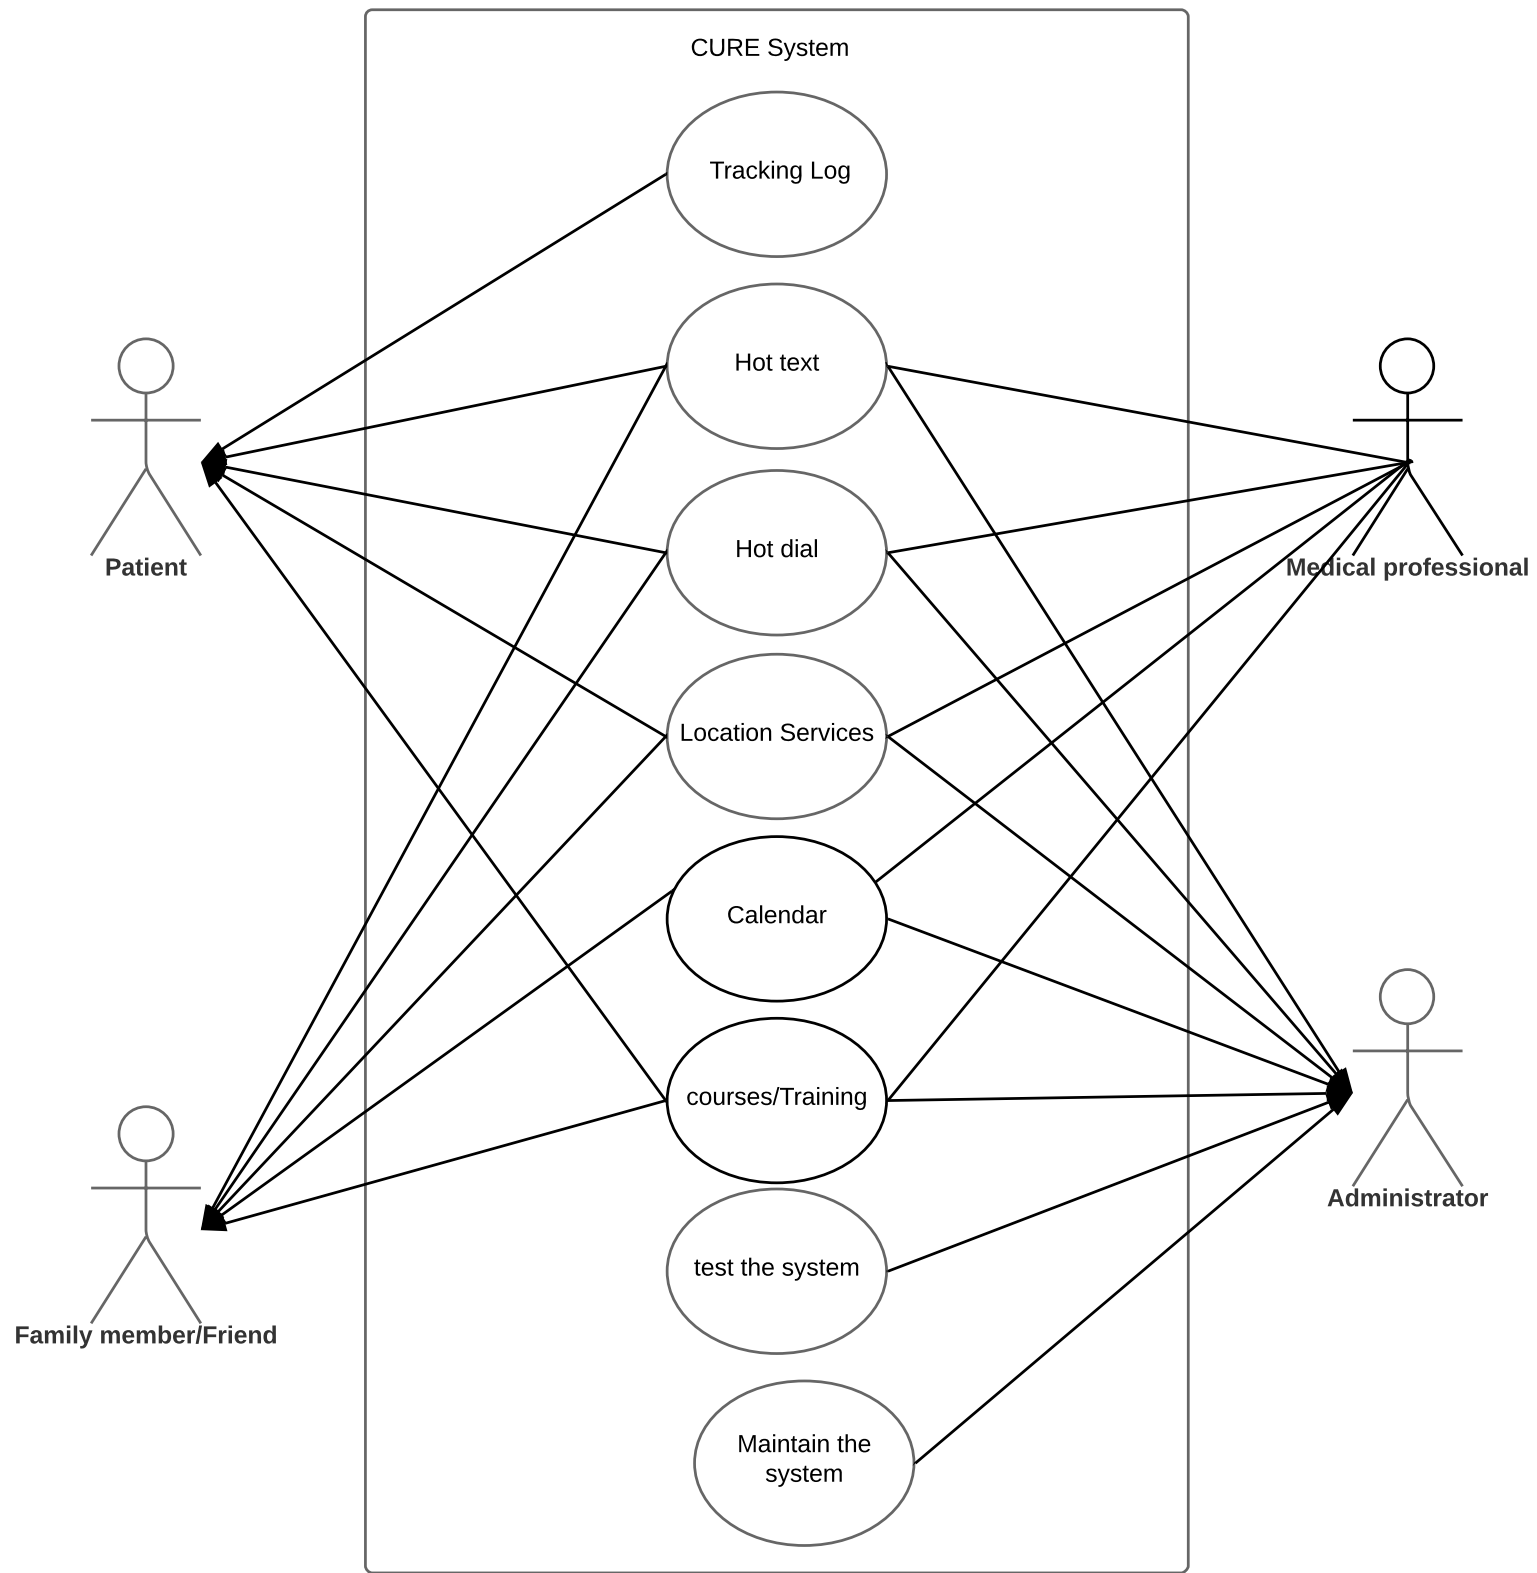 CURE System
Tracking Log
Hot text
Hot dial
Patient
Medical professional
Location Services
Calendar
courses/Training
Administrator
test the system
Family member/Friend
Maintain the
system